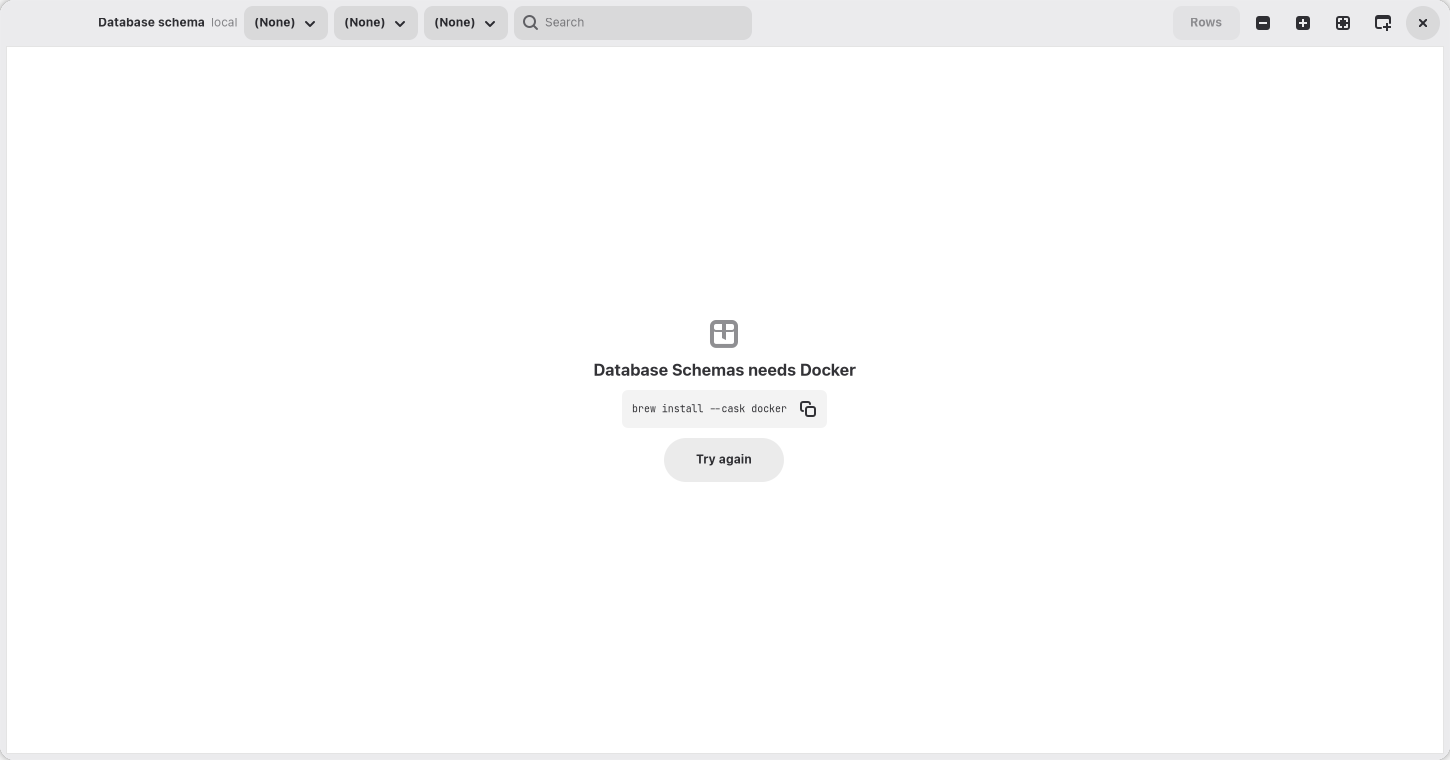 Database schema local (None) (None) (None) Search Rows
Database Schemas needs Docker
brew install --cask docker
Try again